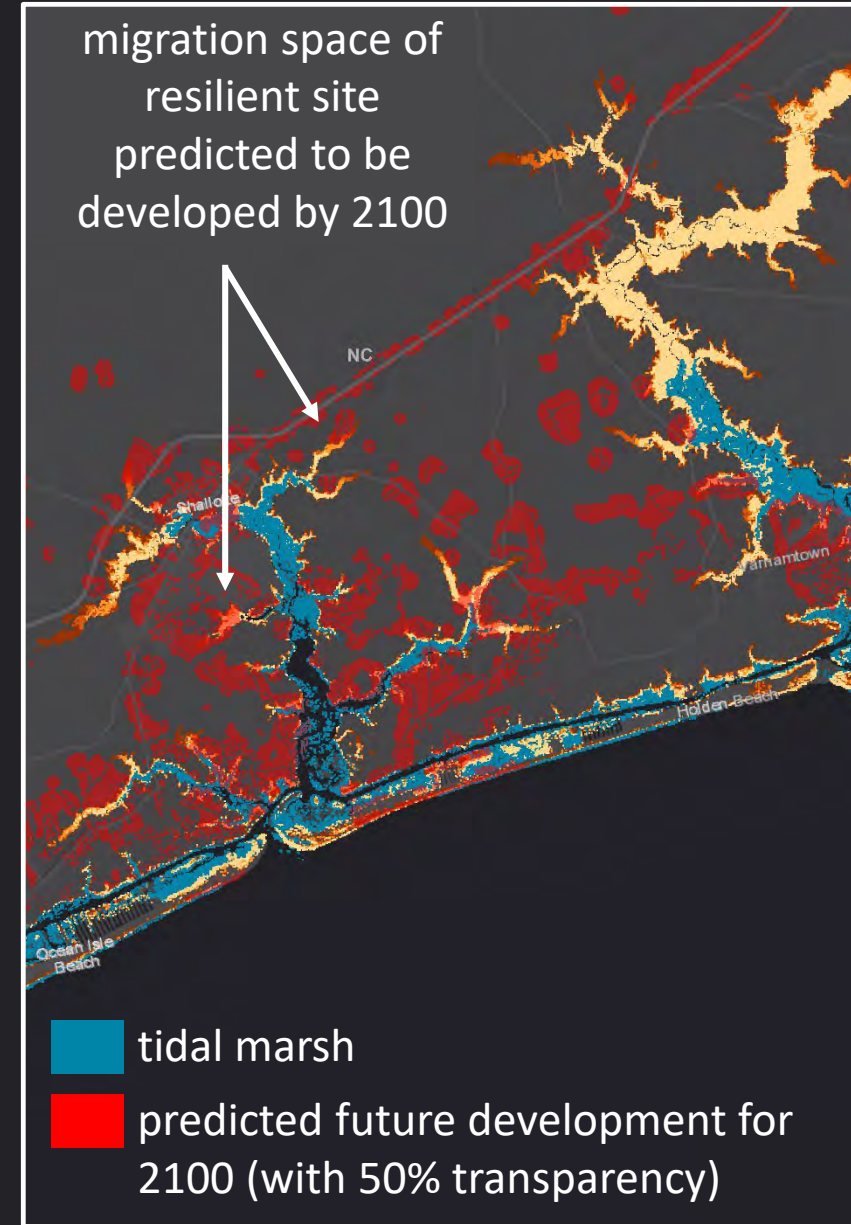 migration space of
resilient site
predicted to be
developed by 2100
NC
Shallotte
Holden Beach
Ocean Isle
Beach
tidal marsh
predicted future development for
2100 (with 50% transparency)